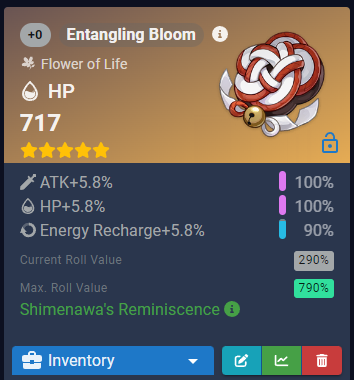 +0 Entangling Bloom
Flower of Life
HP
717
ATK+5.8% 100%
HP+5.8% 100%
Energy Recharge+5.8% 90%
Current Roll Value 290%
Max. Roll Value 790%
Shimenawa's Reminiscence
Inventory